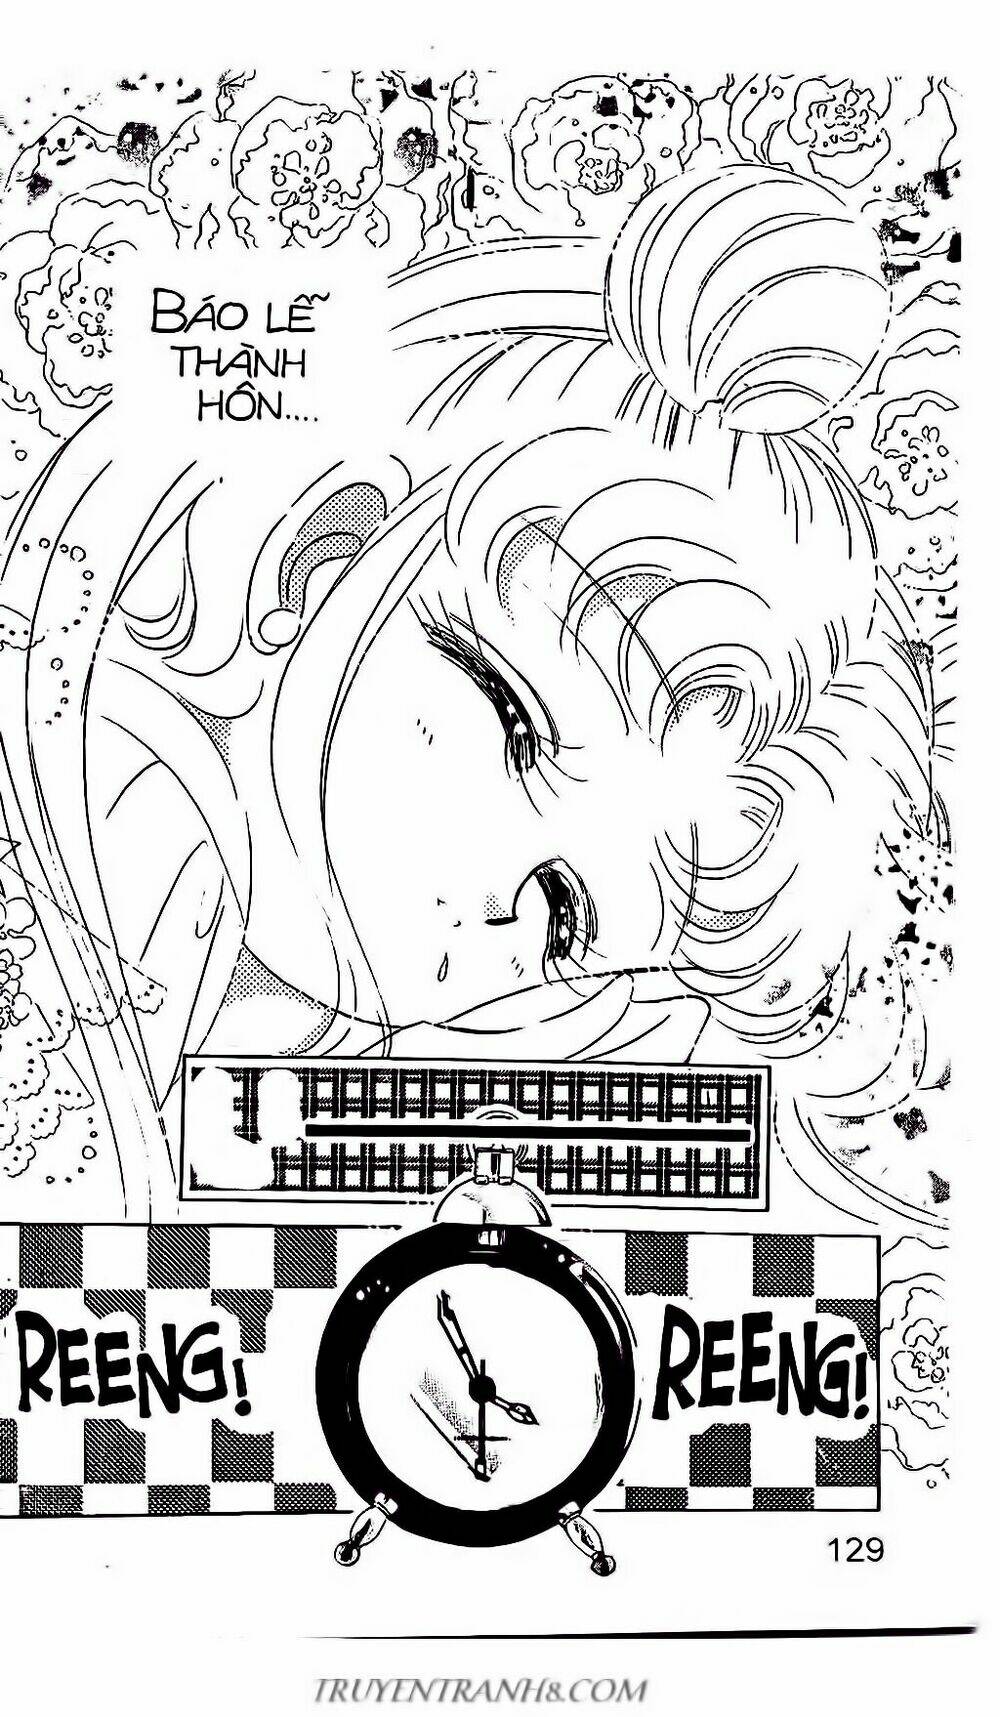 BÁO LỄ
THÀNH
HÔN....
REENG!
REENG!
129
TRUYENTRANH8.COM